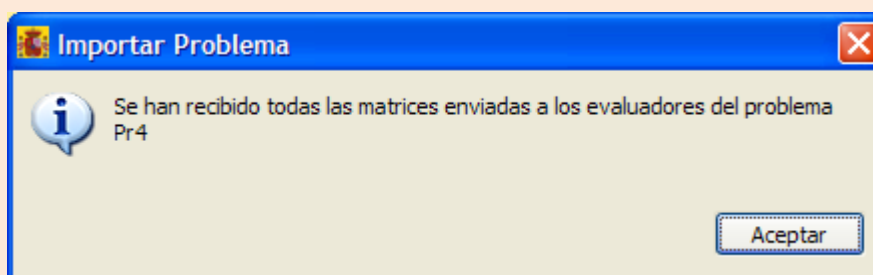 Importar Problema
Se han recibido todas las matrices enviadas a los evaluadores del problema
Pr4
Aceptar